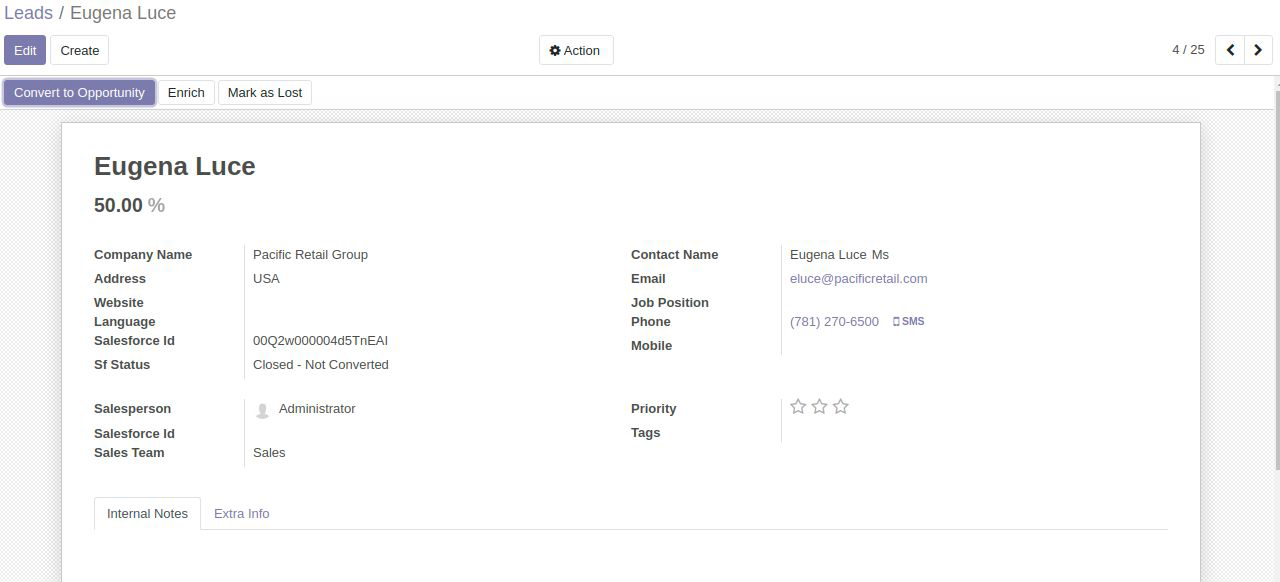 Leads / Eugena Luce
Edit Create Action 4 / 25
Convert to Opportunity Enrich Mark as Lost
Eugena Luce
50.00 %
Company Name Pacific Retail Group
Address USA
Website
Language
Salesforce Id 00Q2w000004d5TnEAI
Sf Status Closed - Not Converted
Contact Name Eugena Luce Ms
Email eluce@pacificretail.com
Job Position
Phone (781) 270-6500 SMS
Mobile
Salesperson Administrator
Salesforce Id
Sales Team Sales
Priority
Tags
Internal Notes Extra Info